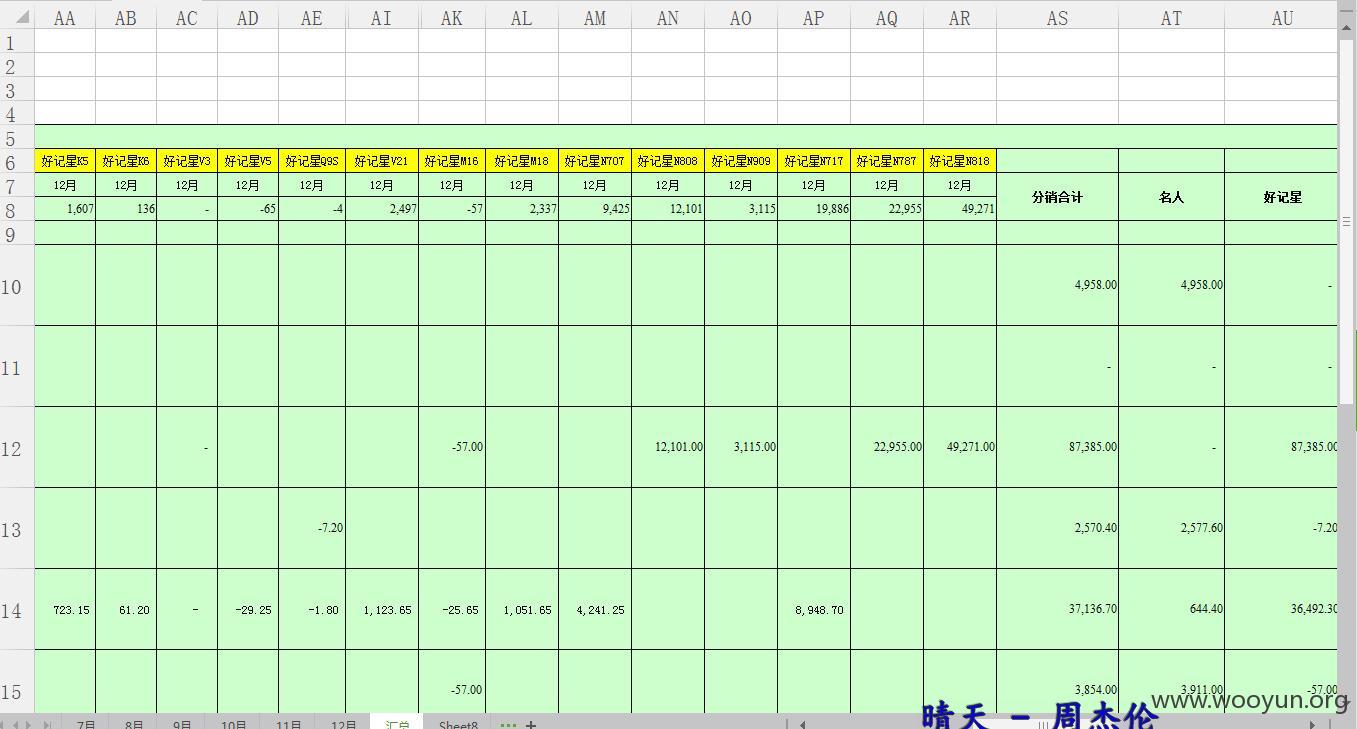 AA AB AC AD AE AI AK AL AM AN AO AP AQ AR AS AT AU
1
2
3
4
5
6 好记星K5 好记星K6 好记星V3 好记星V5 好记星Q9S 好记星V21 好记星M16 好记星M18 好记星N707 好记星N808 好记星N909 好记星N717 好记星N787 好记星N818
7 12月 12月 12月 12月 12月 12月 12月 12月 12月 12月 12月 12月 12月 12月
分销合计 名人 好记星
8 1,607 136 - -65 -4 2,497 -57 2,337 9,425 12,101 3,115 19,886 22,955 49,271
9
10 4,958.00 4,958.00 -
11 - - -
12 - -57.00 12,101.00 3,115.00 22,955.00 49,271.00 87,385.00 - 87,385.00
13 -7.20 2,570.40 2,577.60 -7.20
14 723.15 61.20 - -29.25 -1.80 1,123.65 -25.65 1,051.65 4,241.25 8,948.70 37,136.70 644.40 36,492.30
15 -57.00 3,854.00 3,911.00 -57.00
www.wooyun.org
晴天 - 周杰伦
7月 8月 9月 10月 11月 12月 汇总 Sheet8 ··· +